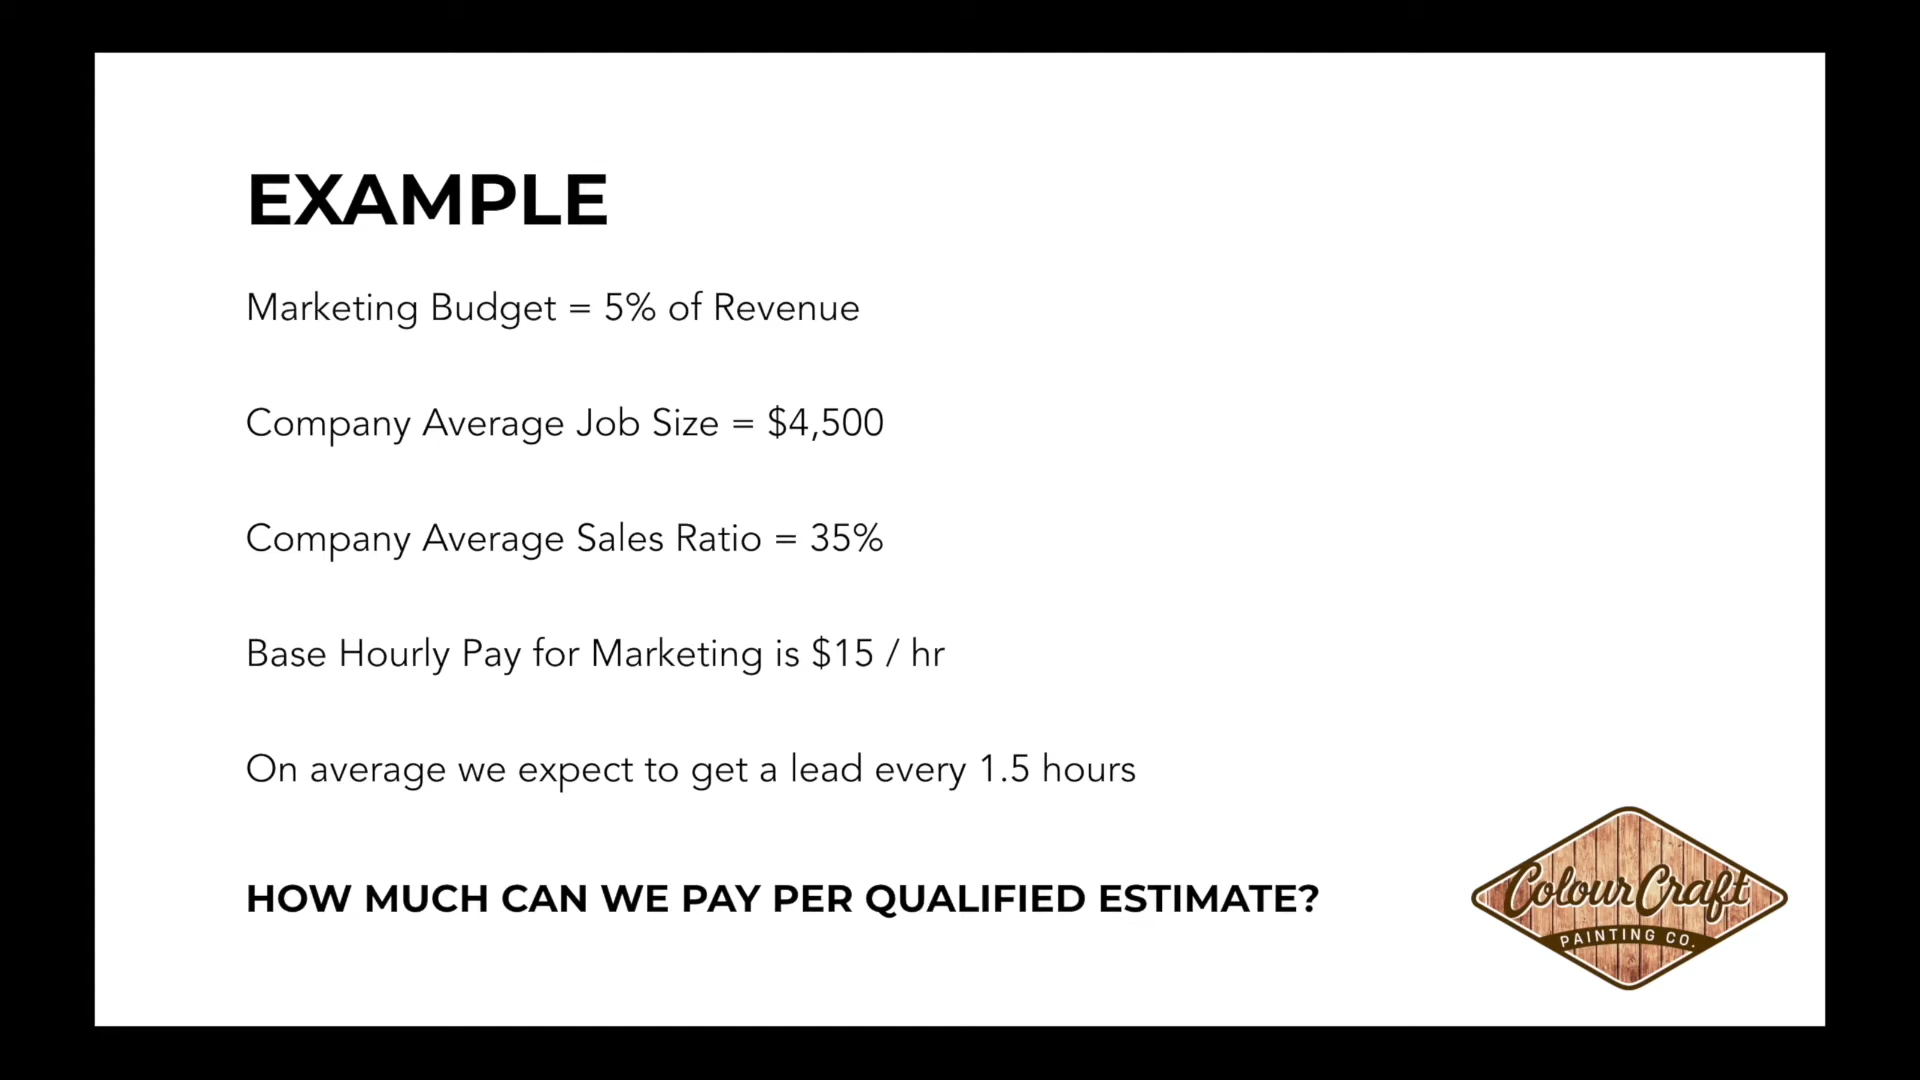 EXAMPLE
Marketing Budget = 5% of Revenue
Company Average Job Size = $4,500
Company Average Sales Ratio = 35%
Base Hourly Pay for Marketing is $15 / hr
On average we expect to get a lead every 1.5 hours
HOW MUCH CAN WE PAY PER QUALIFIED ESTIMATE?
ColourCraft
PAINTING CO.